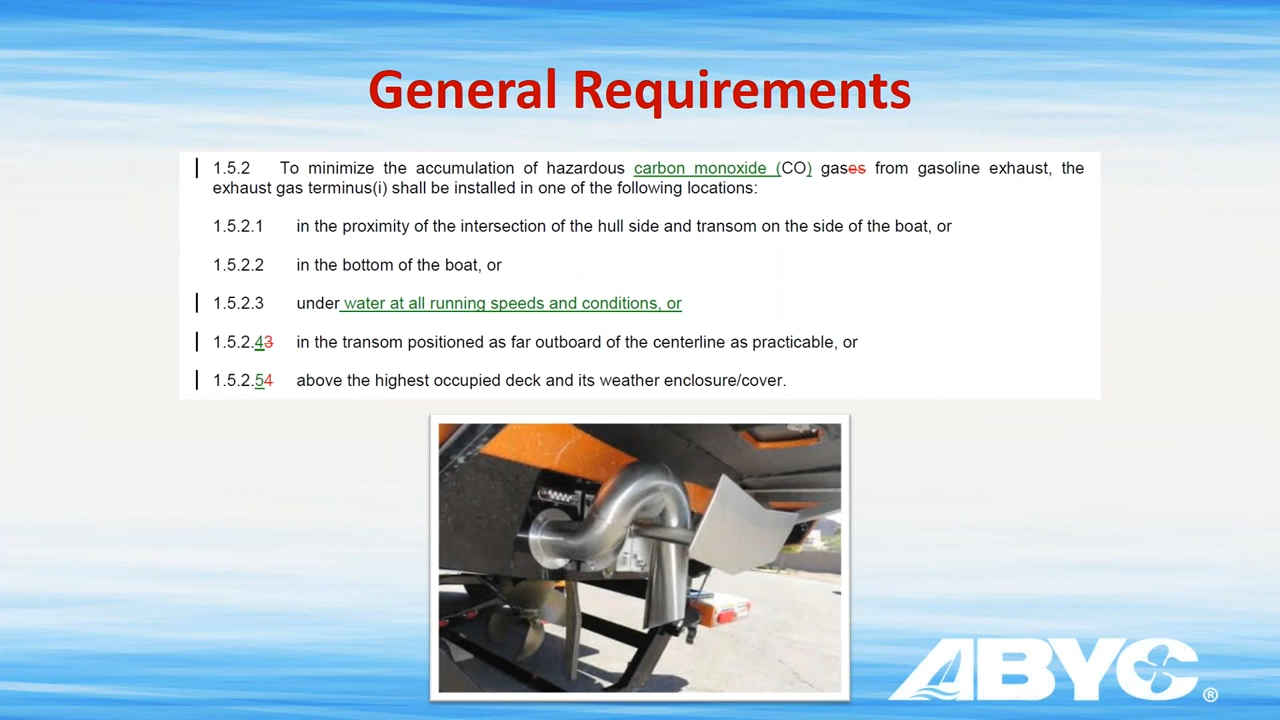 General Requirements
1.5.2 To minimize the accumulation of hazardous carbon monoxide (CO) gases from gasoline exhaust, the
exhaust gas terminus(i) shall be installed in one of the following locations:
1.5.2.1 in the proximity of the intersection of the hull side and transom on the side of the boat, or
1.5.2.2 in the bottom of the boat, or
1.5.2.3 under water at all running speeds and conditions, or
1.5.2.43 in the transom positioned as far outboard of the centerline as practicable, or
1.5.2.54 above the highest occupied deck and its weather enclosure/cover.
ABYC®